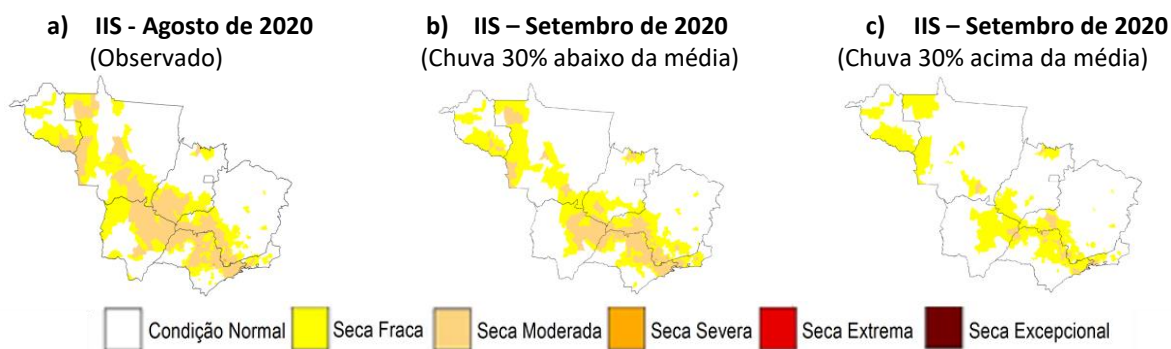 a) IIS - Agosto de 2020
(Observado)
b) IIS – Setembro de 2020
(Chuva 30% abaixo da média)
c) IIS – Setembro de 2020
(Chuva 30% acima da média)
Condição Normal
Seca Fraca
Seca Moderada
Seca Severa
Seca Extrema
Seca Excepcional